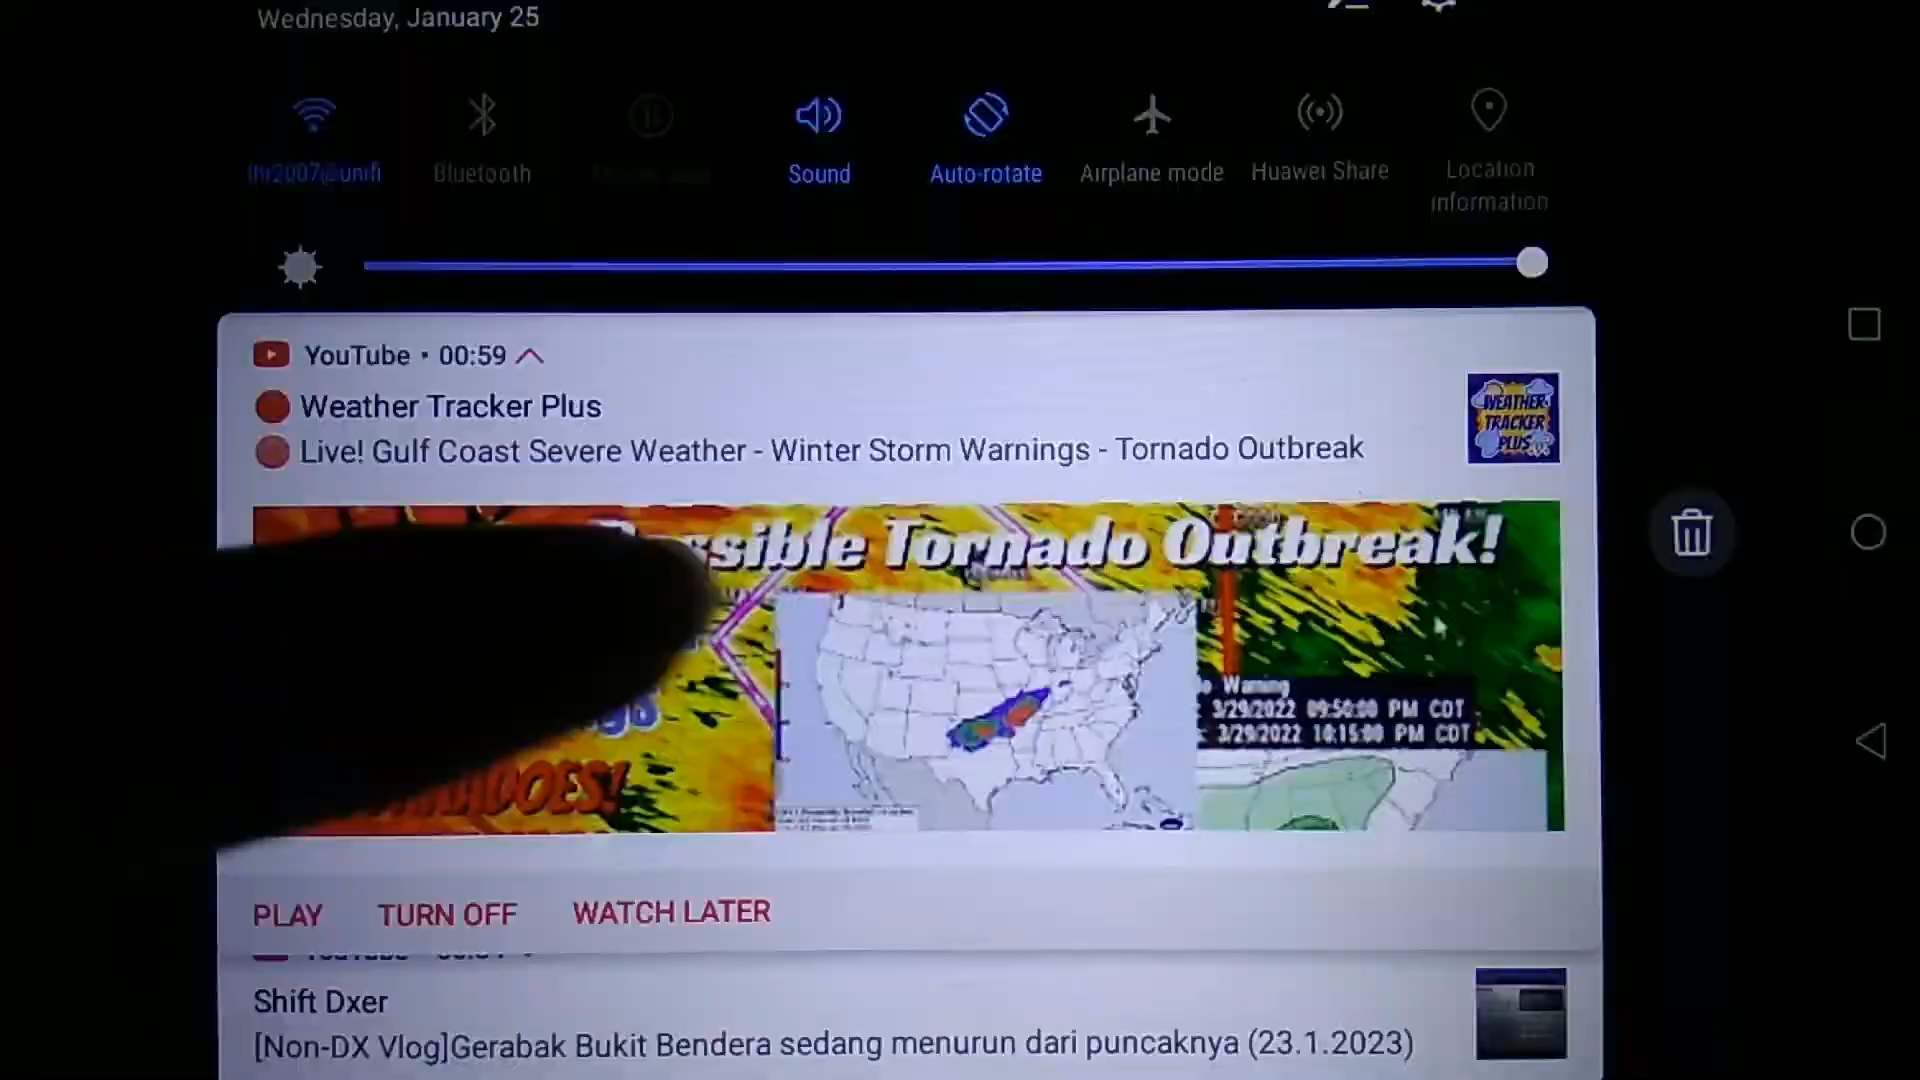 Wednesday, January 25
Bluetooth
Sound
Auto-rotate
Airplane mode
Huawei Share
Location
information
YouTube • 00:59
Weather Tracker Plus
Live! Gulf Coast Severe Weather - Winter Storm Warnings - Tornado Outbreak
WEATHER
TRACKER
PLUS
Tornado Outbreak!
Warning
3/29/2022 09:50:00 PM CDT
3/29/2022 10:15:00 PM CDT
PLAY
TURN OFF
WATCH LATER
Shift Dxer
[Non-DX Vlog]Gerabak Bukit Bendera sedang menurun dari puncaknya (23.1.2023)